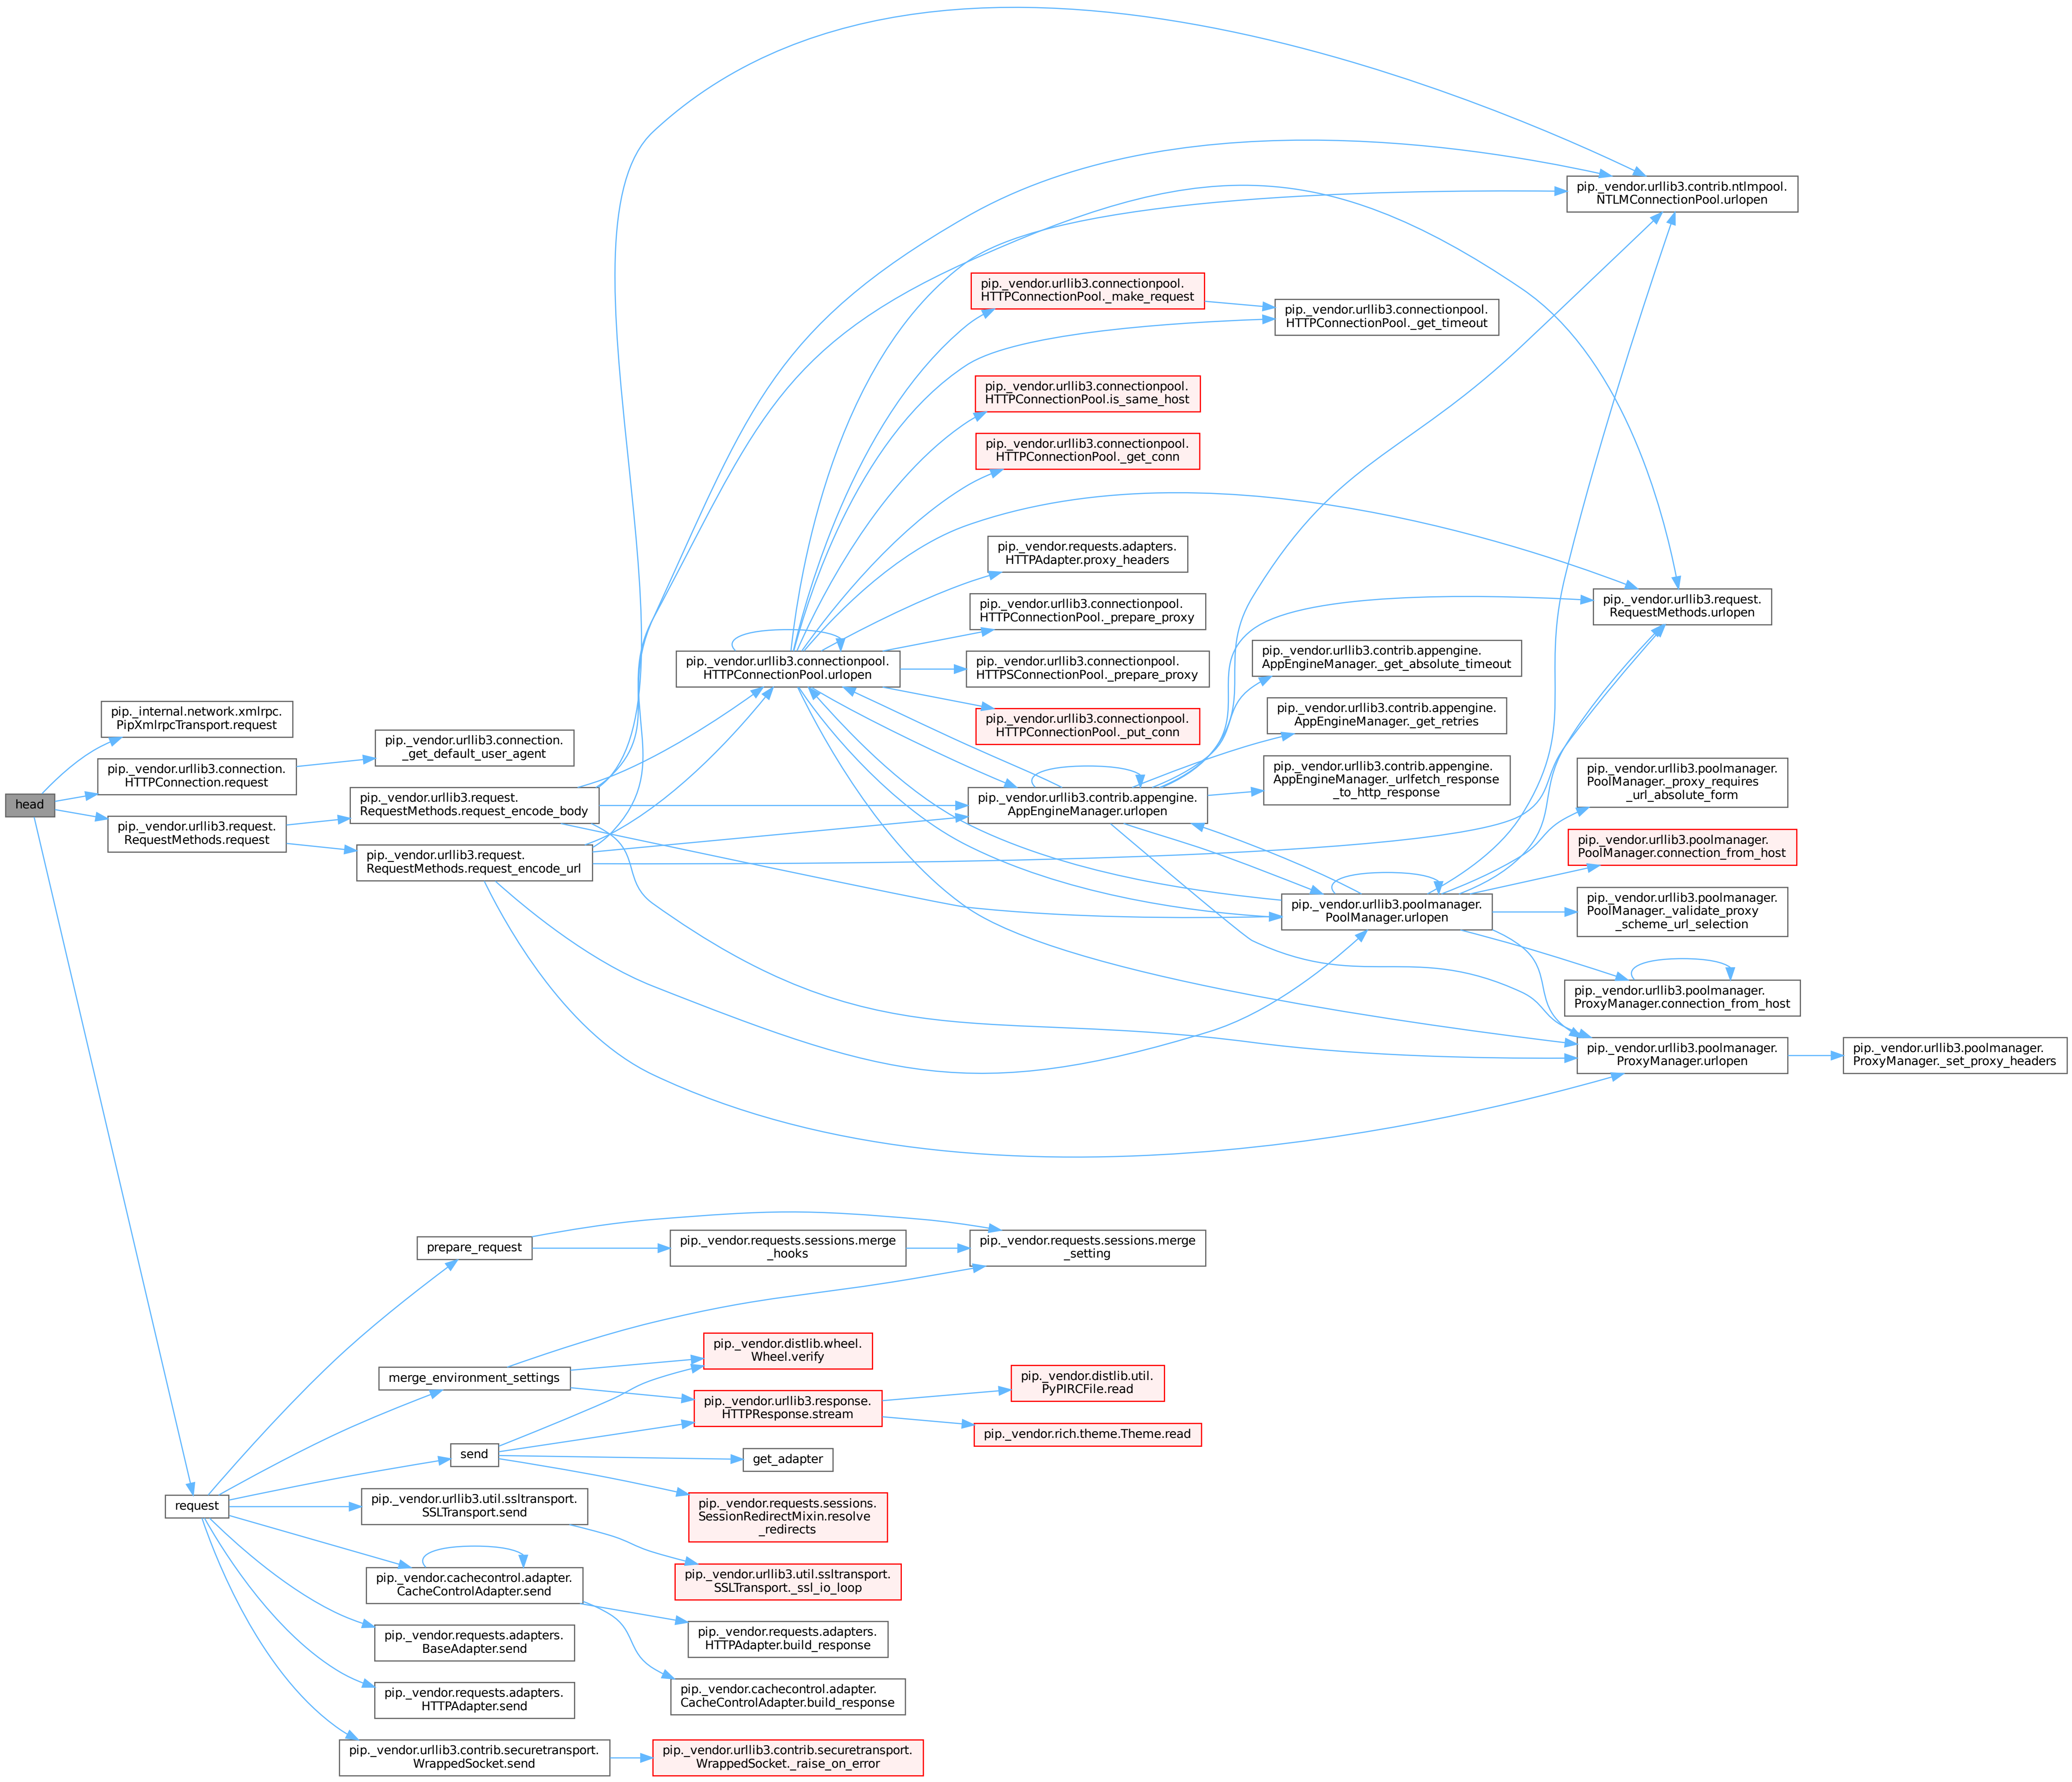 head
pip._internal.network.xmlrpc.
PipXmlrpcTransport.request
pip._vendor.urllib3.connection.
HTTPConnection.request
pip._vendor.urllib3.request.
RequestMethods.request
request
pip._vendor.urllib3.connection.
_get_default_user_agent
pip._vendor.urllib3.request.
RequestMethods.request_encode_body
pip._vendor.urllib3.request.
RequestMethods.request_encode_url
pip._vendor.urllib3.connectionpool.
HTTPConnectionPool.urlopen
pip._vendor.urllib3.connectionpool.
HTTPConnectionPool._make_request
pip._vendor.urllib3.connectionpool.
HTTPConnectionPool.is_same_host
pip._vendor.urllib3.connectionpool.
HTTPConnectionPool._get_conn
pip._vendor.requests.adapters.
HTTPAdapter.proxy_headers
pip._vendor.urllib3.connectionpool.
HTTPConnectionPool._prepare_proxy
pip._vendor.urllib3.connectionpool.
HTTPSConnectionPool._prepare_proxy
pip._vendor.urllib3.connectionpool.
HTTPConnectionPool._put_conn
pip._vendor.urllib3.contrib.appengine.
AppEngineManager.urlopen
pip._vendor.urllib3.connectionpool.
HTTPConnectionPool._get_timeout
pip._vendor.urllib3.contrib.appengine.
AppEngineManager._get_absolute_timeout
pip._vendor.urllib3.contrib.appengine.
AppEngineManager._get_retries
pip._vendor.urllib3.contrib.appengine.
AppEngineManager._urlfetch_response
_to_http_response
pip._vendor.urllib3.poolmanager.
PoolManager.urlopen
pip._vendor.urllib3.contrib.ntlmpool.
NTLMConnectionPool.urlopen
pip._vendor.urllib3.request.
RequestMethods.urlopen
pip._vendor.urllib3.poolmanager.
PoolManager._proxy_requires
_url_absolute_form
pip._vendor.urllib3.poolmanager.
PoolManager.connection_from_host
pip._vendor.urllib3.poolmanager.
PoolManager._validate_proxy
_scheme_url_selection
pip._vendor.urllib3.poolmanager.
ProxyManager.connection_from_host
pip._vendor.urllib3.poolmanager.
ProxyManager.urlopen
pip._vendor.urllib3.poolmanager.
ProxyManager._set_proxy_headers
prepare_request
pip._vendor.requests.sessions.merge
_hooks
pip._vendor.requests.sessions.merge
_setting
merge_environment_settings
pip._vendor.distlib.wheel.
Wheel.verify
pip._vendor.urllib3.response.
HTTPResponse.stream
pip._vendor.distlib.util.
PyPIRCFile.read
pip._vendor.rich.theme.Theme.read
send
get_adapter
pip._vendor.requests.sessions.
SessionRedirectMixin.resolve
_redirects
pip._vendor.urllib3.util.ssltransport.
SSLTransport.send
pip._vendor.urllib3.util.ssltransport.
SSLTransport._ssl_io_loop
pip._vendor.cachecontrol.adapter.
CacheControlAdapter.send
pip._vendor.requests.adapters.
HTTPAdapter.build_response
pip._vendor.cachecontrol.adapter.
CacheControlAdapter.build_response
pip._vendor.requests.adapters.
BaseAdapter.send
pip._vendor.requests.adapters.
HTTPAdapter.send
pip._vendor.urllib3.contrib.securetransport.
WrappedSocket.send
pip._vendor.urllib3.contrib.securetransport.
WrappedSocket._raise_on_error